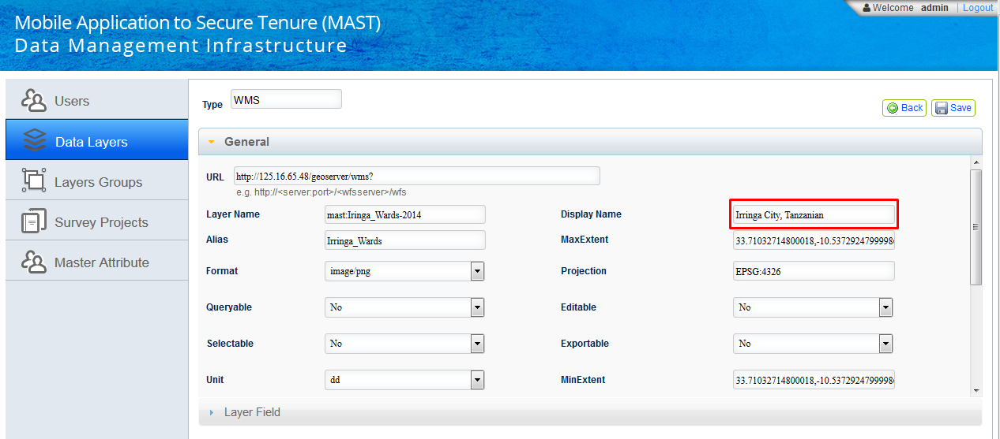 Welcome admin | Logout
Mobile Application to Secure Tenure (MAST)
Data Management Infrastructure
Users
Data Layers
Layers Groups
Survey Projects
Master Attribute
Type WMS
Back Save
General
URL http://125.16.65.48/geoserver/wms?
e.g. http://<server:port>/<wfsserver>/wfs
Layer Name mast:Iringa_Wards-2014 Display Name Irringa City, Tanzanian
Alias Irringa_Wards MaxExtent 33.71032714800018,-10.5372924799998
Format image/png Projection EPSG:4326
Queryable No Editable No
Selectable No Exportable No
Unit dd MinExtent 33.71032714800018,-10.5372924799998
Layer Field